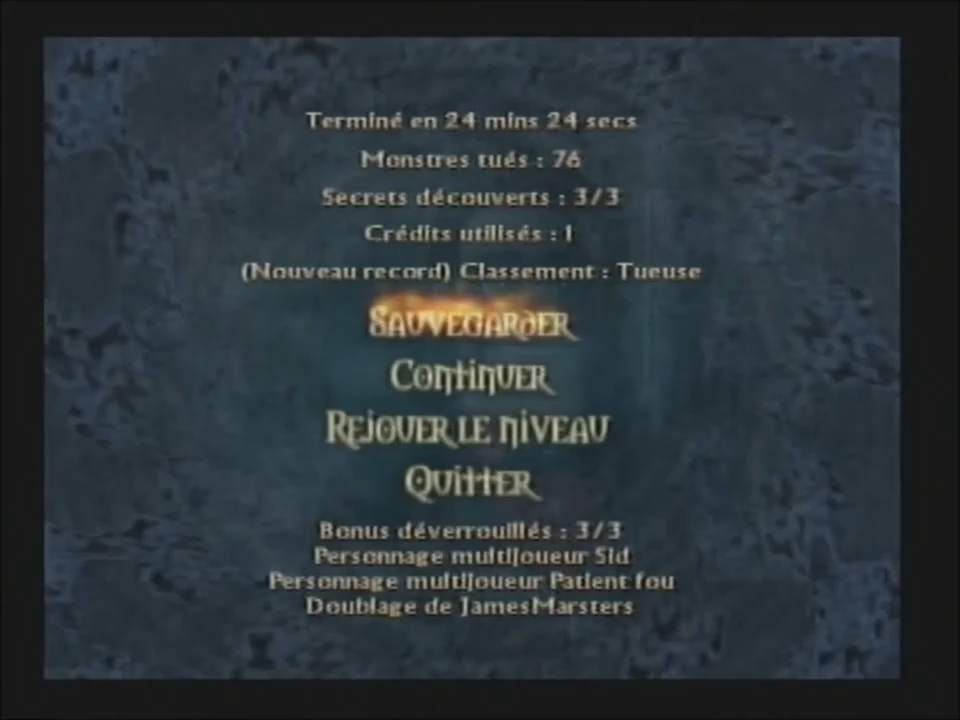 Terminé en 24 mins 24 secs
Monstres tués : 76
Secrets découverts : 3/3
Crédits utilisés : 1
(Nouveau record) Classement : Tueuse
Sauvegarder
Continuer
Rejouer le niveau
Quitter
Bonus déverrouillés : 3/3
Personnage multijoueur Sid
Personnage multijoueur Patient fou
Doublage de JamesMarsters